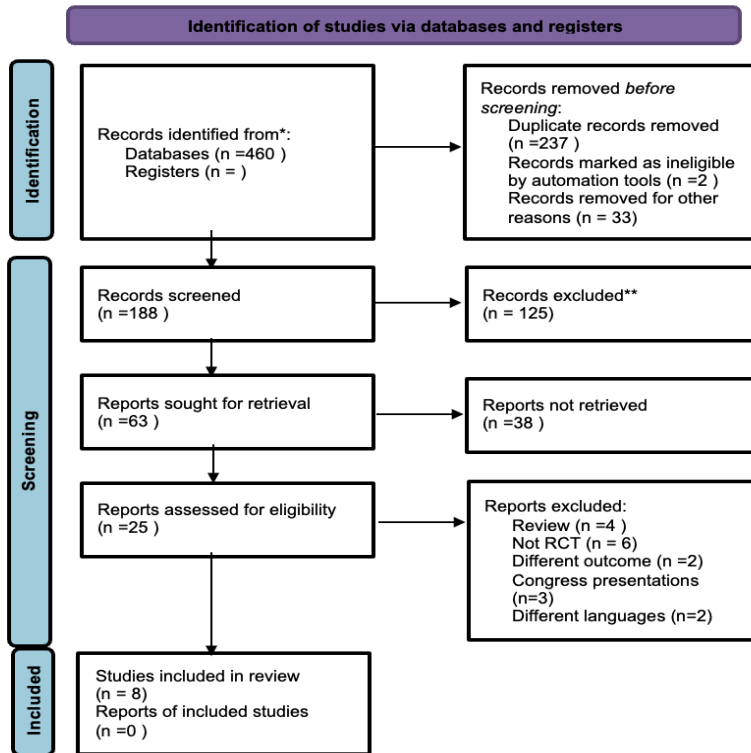 Identification of studies via databases and registers
Identification
Records identified from*:
Databases (n =460 )
Registers (n = )
Records removed before
screening:
Duplicate records removed
(n =237 )
Records marked as ineligible
by automation tools (n =2 )
Records removed for other
reasons (n = 33)
Screening
Records screened
(n =188 )
Records excluded**
(n = 125)
Reports sought for retrieval
(n =63 )
Reports not retrieved
(n =38 )
Reports assessed for eligibility
(n =25 )
Reports excluded:
Review (n =4 )
Not RCT (n = 6)
Different outcome (n =2)
Congress presentations
(n=3)
Different languages (n=2)
Included
Studies included in review
(n = 8)
Reports of included studies
(n =0 )